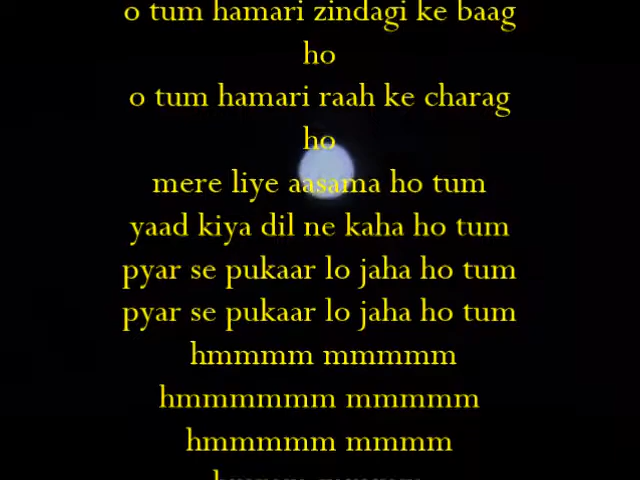 o tum hamari zindagi ke baag
ho
o tum hamari raah ke charag
ho
mere liye aasama ho tum
yaad kiya dil ne kaha ho tum
pyar se pukaar lo jaha ho tum
pyar se pukaar lo jaha ho tum
hmmmm mmmmm
hmmmmmm mmmmm
hmmmmm mmmm